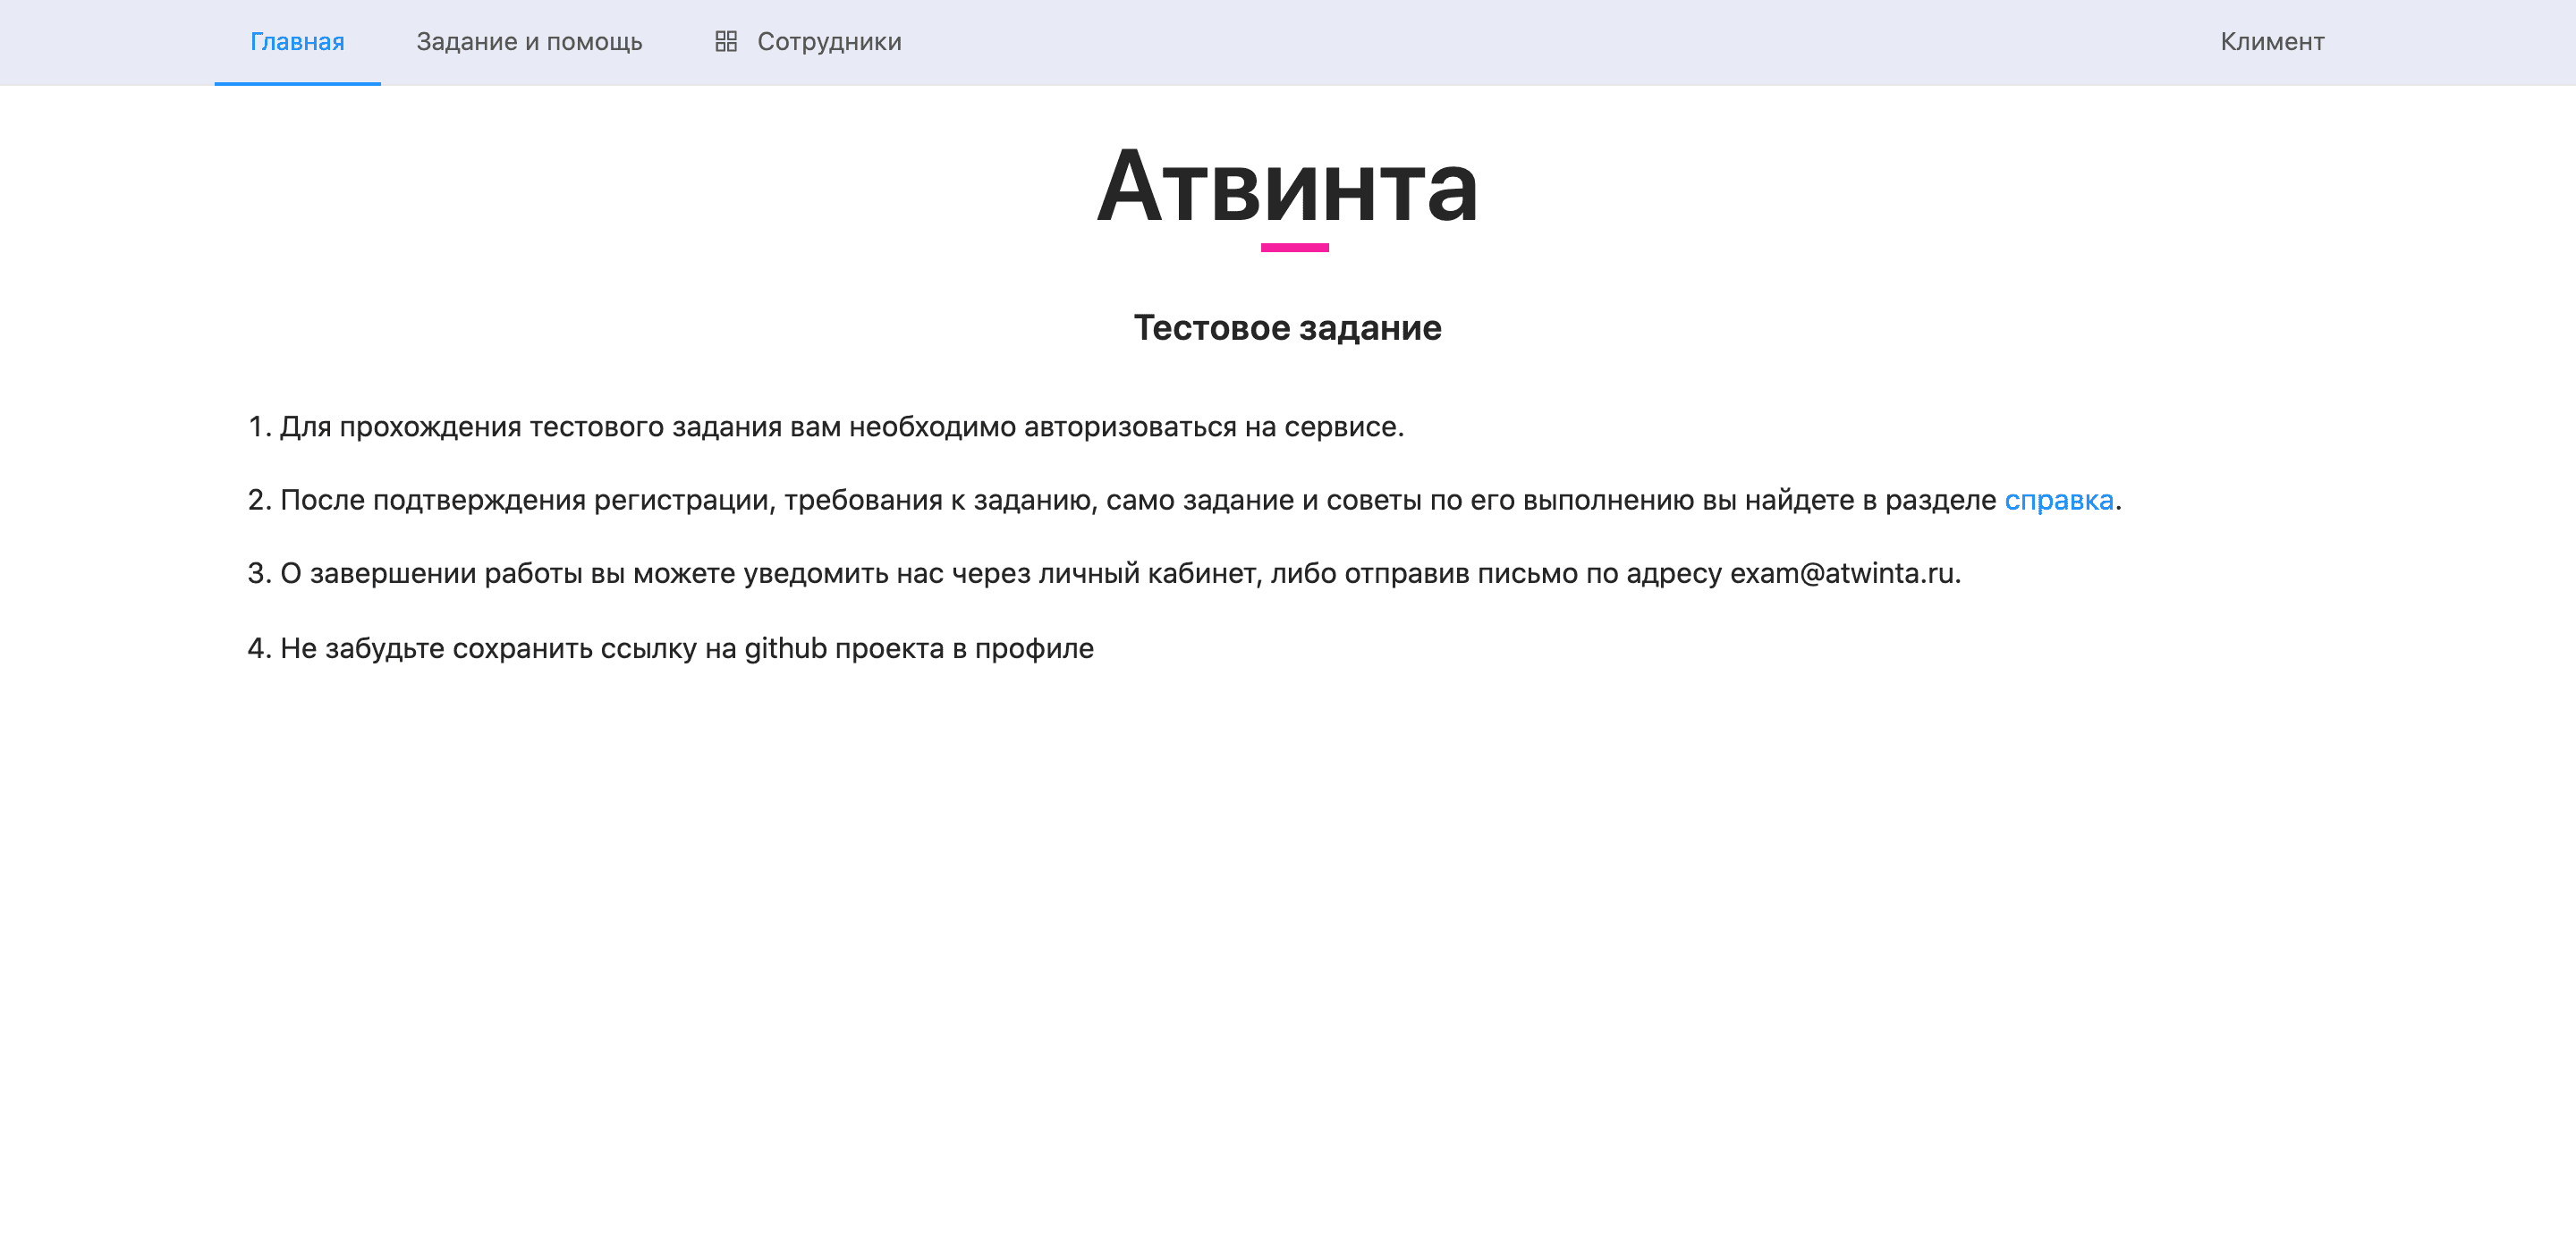 Главная
Задание и помощь
Сотрудники
Климент
Атвинта
Тестовое задание
1. Для прохождения тестового задания вам необходимо авторизоваться на сервисе.
2. После подтверждения регистрации, требования к заданию, само задание и советы по его выполнению вы найдете в разделе справка.
3. О завершении работы вы можете уведомить нас через личный кабинет, либо отправив письмо по адресу exam@atwinta.ru.
4. Не забудьте сохранить ссылку на github проекта в профиле